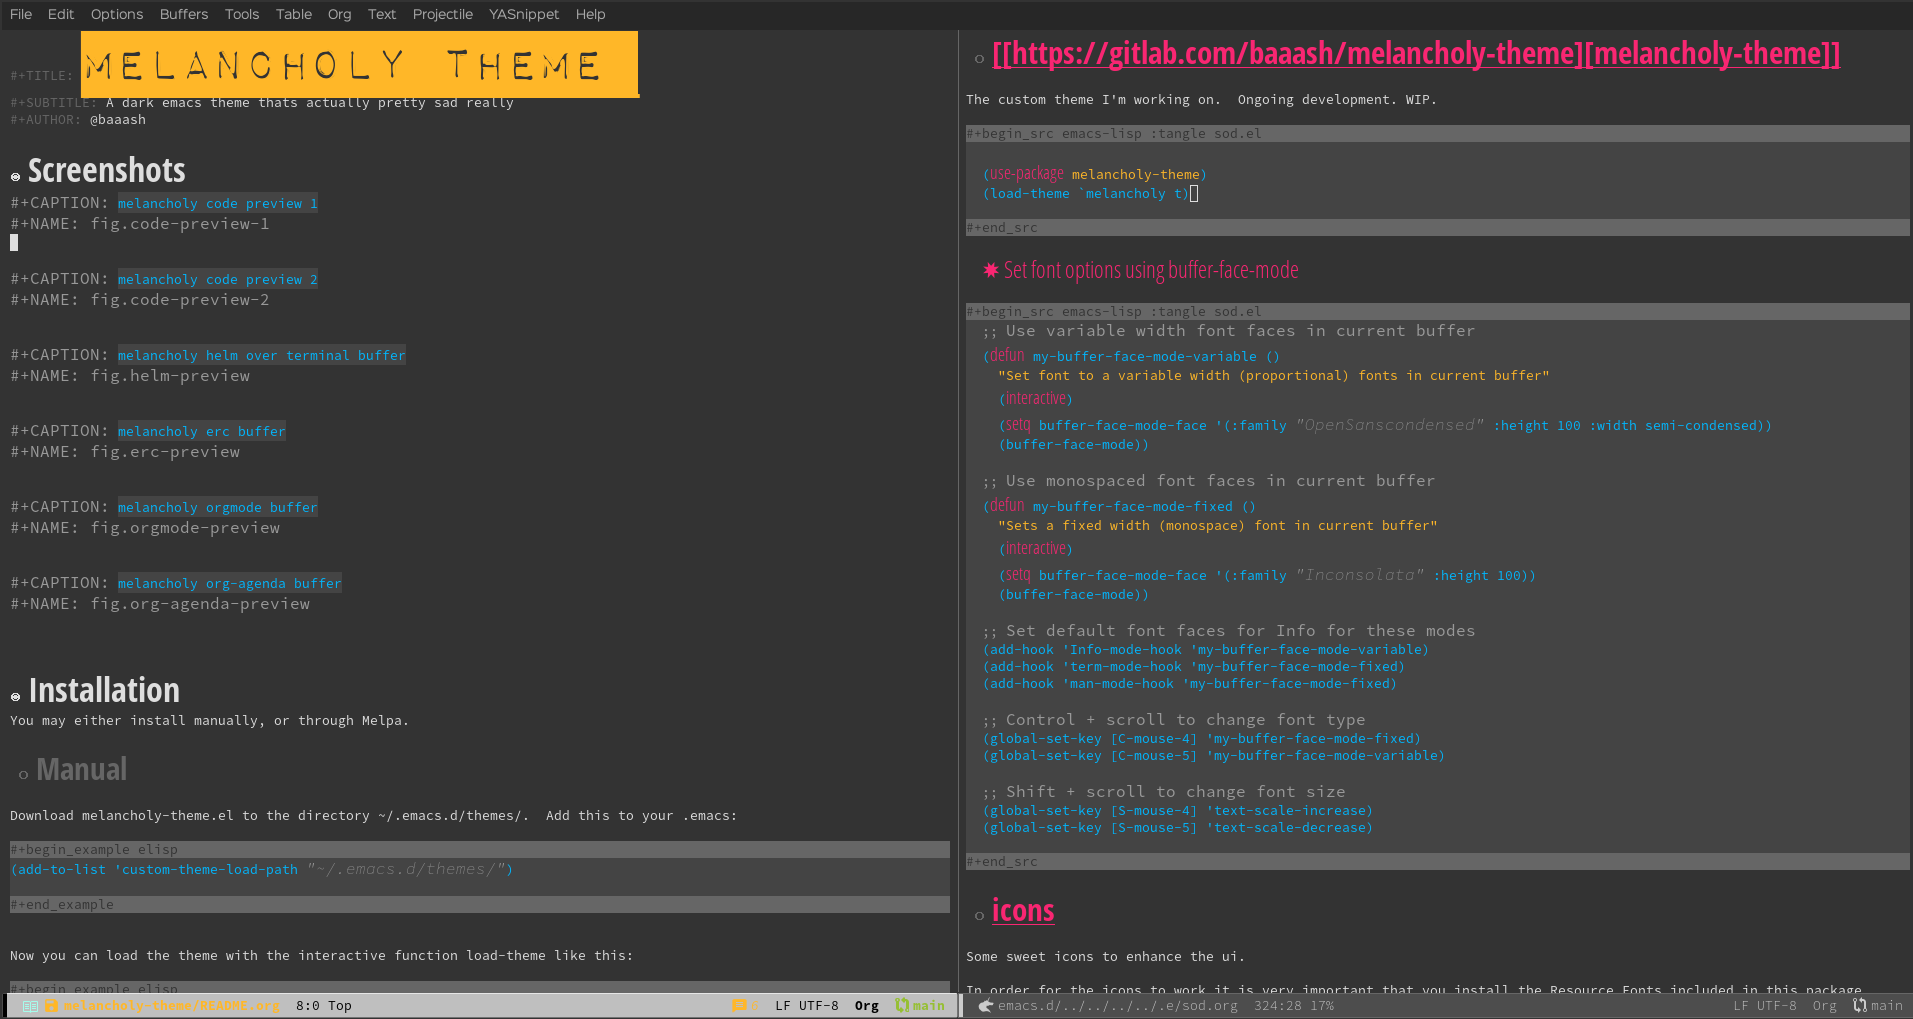 File Edit Options Buffers Tools Table Org Text Projectile YASnippet Help
#+TITLE: MELANCHOLY THEME
#+SUBTITLE: A dark emacs theme thats actually pretty sad really
#+AUTHOR: @baaash
Screenshots
#+CAPTION: melancholy code preview 1
#+NAME: fig.code-preview-1
#+CAPTION: melancholy code preview 2
#+NAME: fig.code-preview-2
#+CAPTION: melancholy helm over terminal buffer
#+NAME: fig.helm-preview
#+CAPTION: melancholy erc buffer
#+NAME: fig.erc-preview
#+CAPTION: melancholy orgmode buffer
#+NAME: fig.orgmode-preview
#+CAPTION: melancholy org-agenda buffer
#+NAME: fig.org-agenda-preview
Installation
You may either install manually, or through Melpa.
○ Manual
Download melancholy-theme.el to the directory ~/.emacs.d/themes/.  Add this to your .emacs:
#+begin_example elisp
(add-to-list 'custom-theme-load-path "~/.emacs.d/themes/")
#+end_example
Now you can load the theme with the interactive function load-theme like this:
#+begin_example elisp
melancholy-theme/README.org 8:0 Top LF UTF-8 Org main
○ [[https://gitlab.com/baaash/melancholy-theme][melancholy-theme]]
The custom theme I'm working on.  Ongoing development. WIP.
#+begin_src emacs-lisp :tangle sod.el
(use-package melancholy-theme)
(load-theme `melancholy t)
#+end_src
✸ Set font options using buffer-face-mode
#+begin_src emacs-lisp :tangle sod.el
;; Use variable width font faces in current buffer
(defun my-buffer-face-mode-variable ()
"Set font to a variable width (proportional) fonts in current buffer"
(interactive)
(setq buffer-face-mode-face '(:family "OpenSanscondensed" :height 100 :width semi-condensed))
(buffer-face-mode))
;; Use monospaced font faces in current buffer
(defun my-buffer-face-mode-fixed ()
"Sets a fixed width (monospace) font in current buffer"
(interactive)
(setq buffer-face-mode-face '(:family "Inconsolata" :height 100))
(buffer-face-mode))
;; Set default font faces for Info for these modes
(add-hook 'Info-mode-hook 'my-buffer-face-mode-variable)
(add-hook 'term-mode-hook 'my-buffer-face-mode-fixed)
(add-hook 'man-mode-hook 'my-buffer-face-mode-fixed)
;; Control + scroll to change font type
(global-set-key [C-mouse-4] 'my-buffer-face-mode-fixed)
(global-set-key [C-mouse-5] 'my-buffer-face-mode-variable)
;; Shift + scroll to change font size
(global-set-key [S-mouse-4] 'text-scale-increase)
(global-set-key [S-mouse-5] 'text-scale-decrease)
#+end_src
○ icons
Some sweet icons to enhance the ui.
In order for the icons to work it is very important that you install the Resource Fonts included in this package
emacs.d/../../../../.e/sod.org 324:28 17% LF UTF-8 Org main